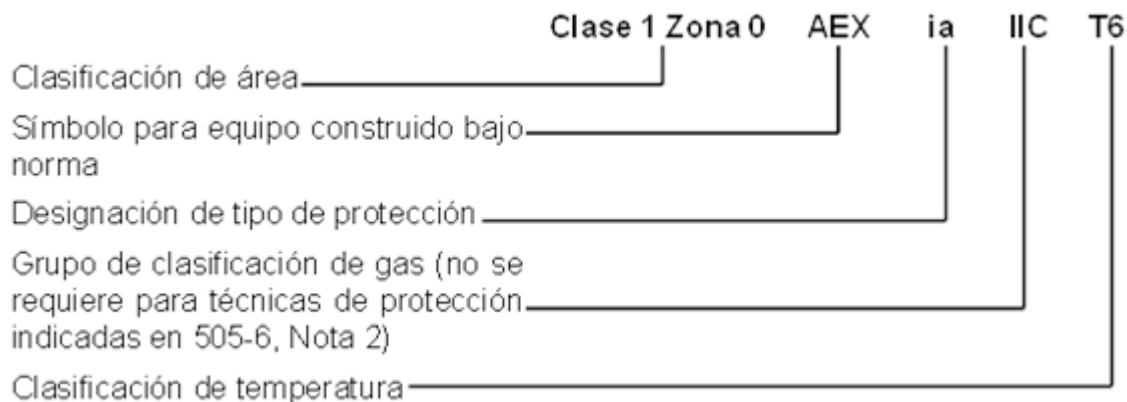 Clase 1 Zona 0 AEX ia IIC T6
Clasificación de área
Símbolo para equipo construido bajo
norma
Designación de tipo de protección
Grupo de clasificación de gas (no se
requiere para técnicas de protección
indicadas en 505-6, Nota 2)
Clasificación de temperatura